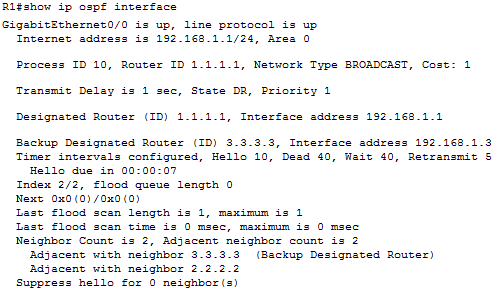 R1#show ip ospf interface
GigabitEthernet0/0 is up, line protocol is up
Internet address is 192.168.1.1/24, Area 0
Process ID 10, Router ID 1.1.1.1, Network Type BROADCAST, Cost: 1
Transmit Delay is 1 sec, State DR, Priority 1
Designated Router (ID) 1.1.1.1, Interface address 192.168.1.1
Backup Designated Router (ID) 3.3.3.3, Interface address 192.168.1.3
Timer intervals configured, Hello 10, Dead 40, Wait 40, Retransmit 5
Hello due in 00:00:07
Index 2/2, flood queue length 0
Next 0x0(0)/0x0(0)
Last flood scan length is 1, maximum is 1
Last flood scan time is 0 msec, maximum is 0 msec
Neighbor Count is 2, Adjacent neighbor count is 2
Adjacent with neighbor 3.3.3.3  (Backup Designated Router)
Adjacent with neighbor 2.2.2.2
Suppress hello for 0 neighbor(s)